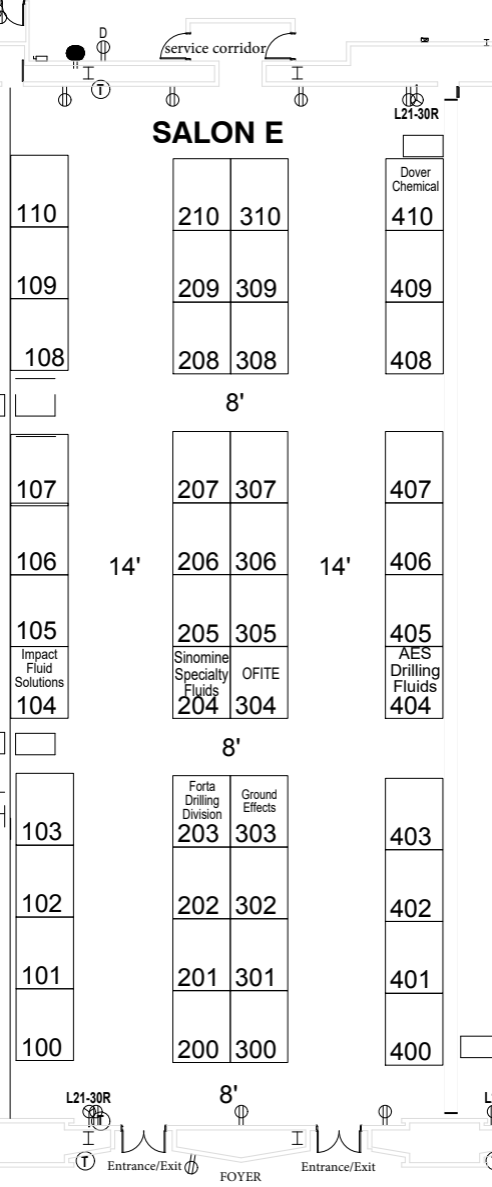 D
service corridor
T
L21-30R
SALON E
Dover
Chemical
110
210 310
410
109
209 309
409
108
208 308
408
8'
107
207 307
407
106
14'
206 306
14'
406
105
205 305
405
Impact
Fluid
Solutions
104
Sinomine
Specialty
Fluids
204
OFITE
304
AES
Drilling
Fluids
404
8'
Forta
Drilling
Division
203
Ground
Effects
303
103
403
102
202 302
402
101
201 301
401
100
200 300
400
8'
L21-30R
T
T
Entrance/Exit
FOYER
Entrance/Exit